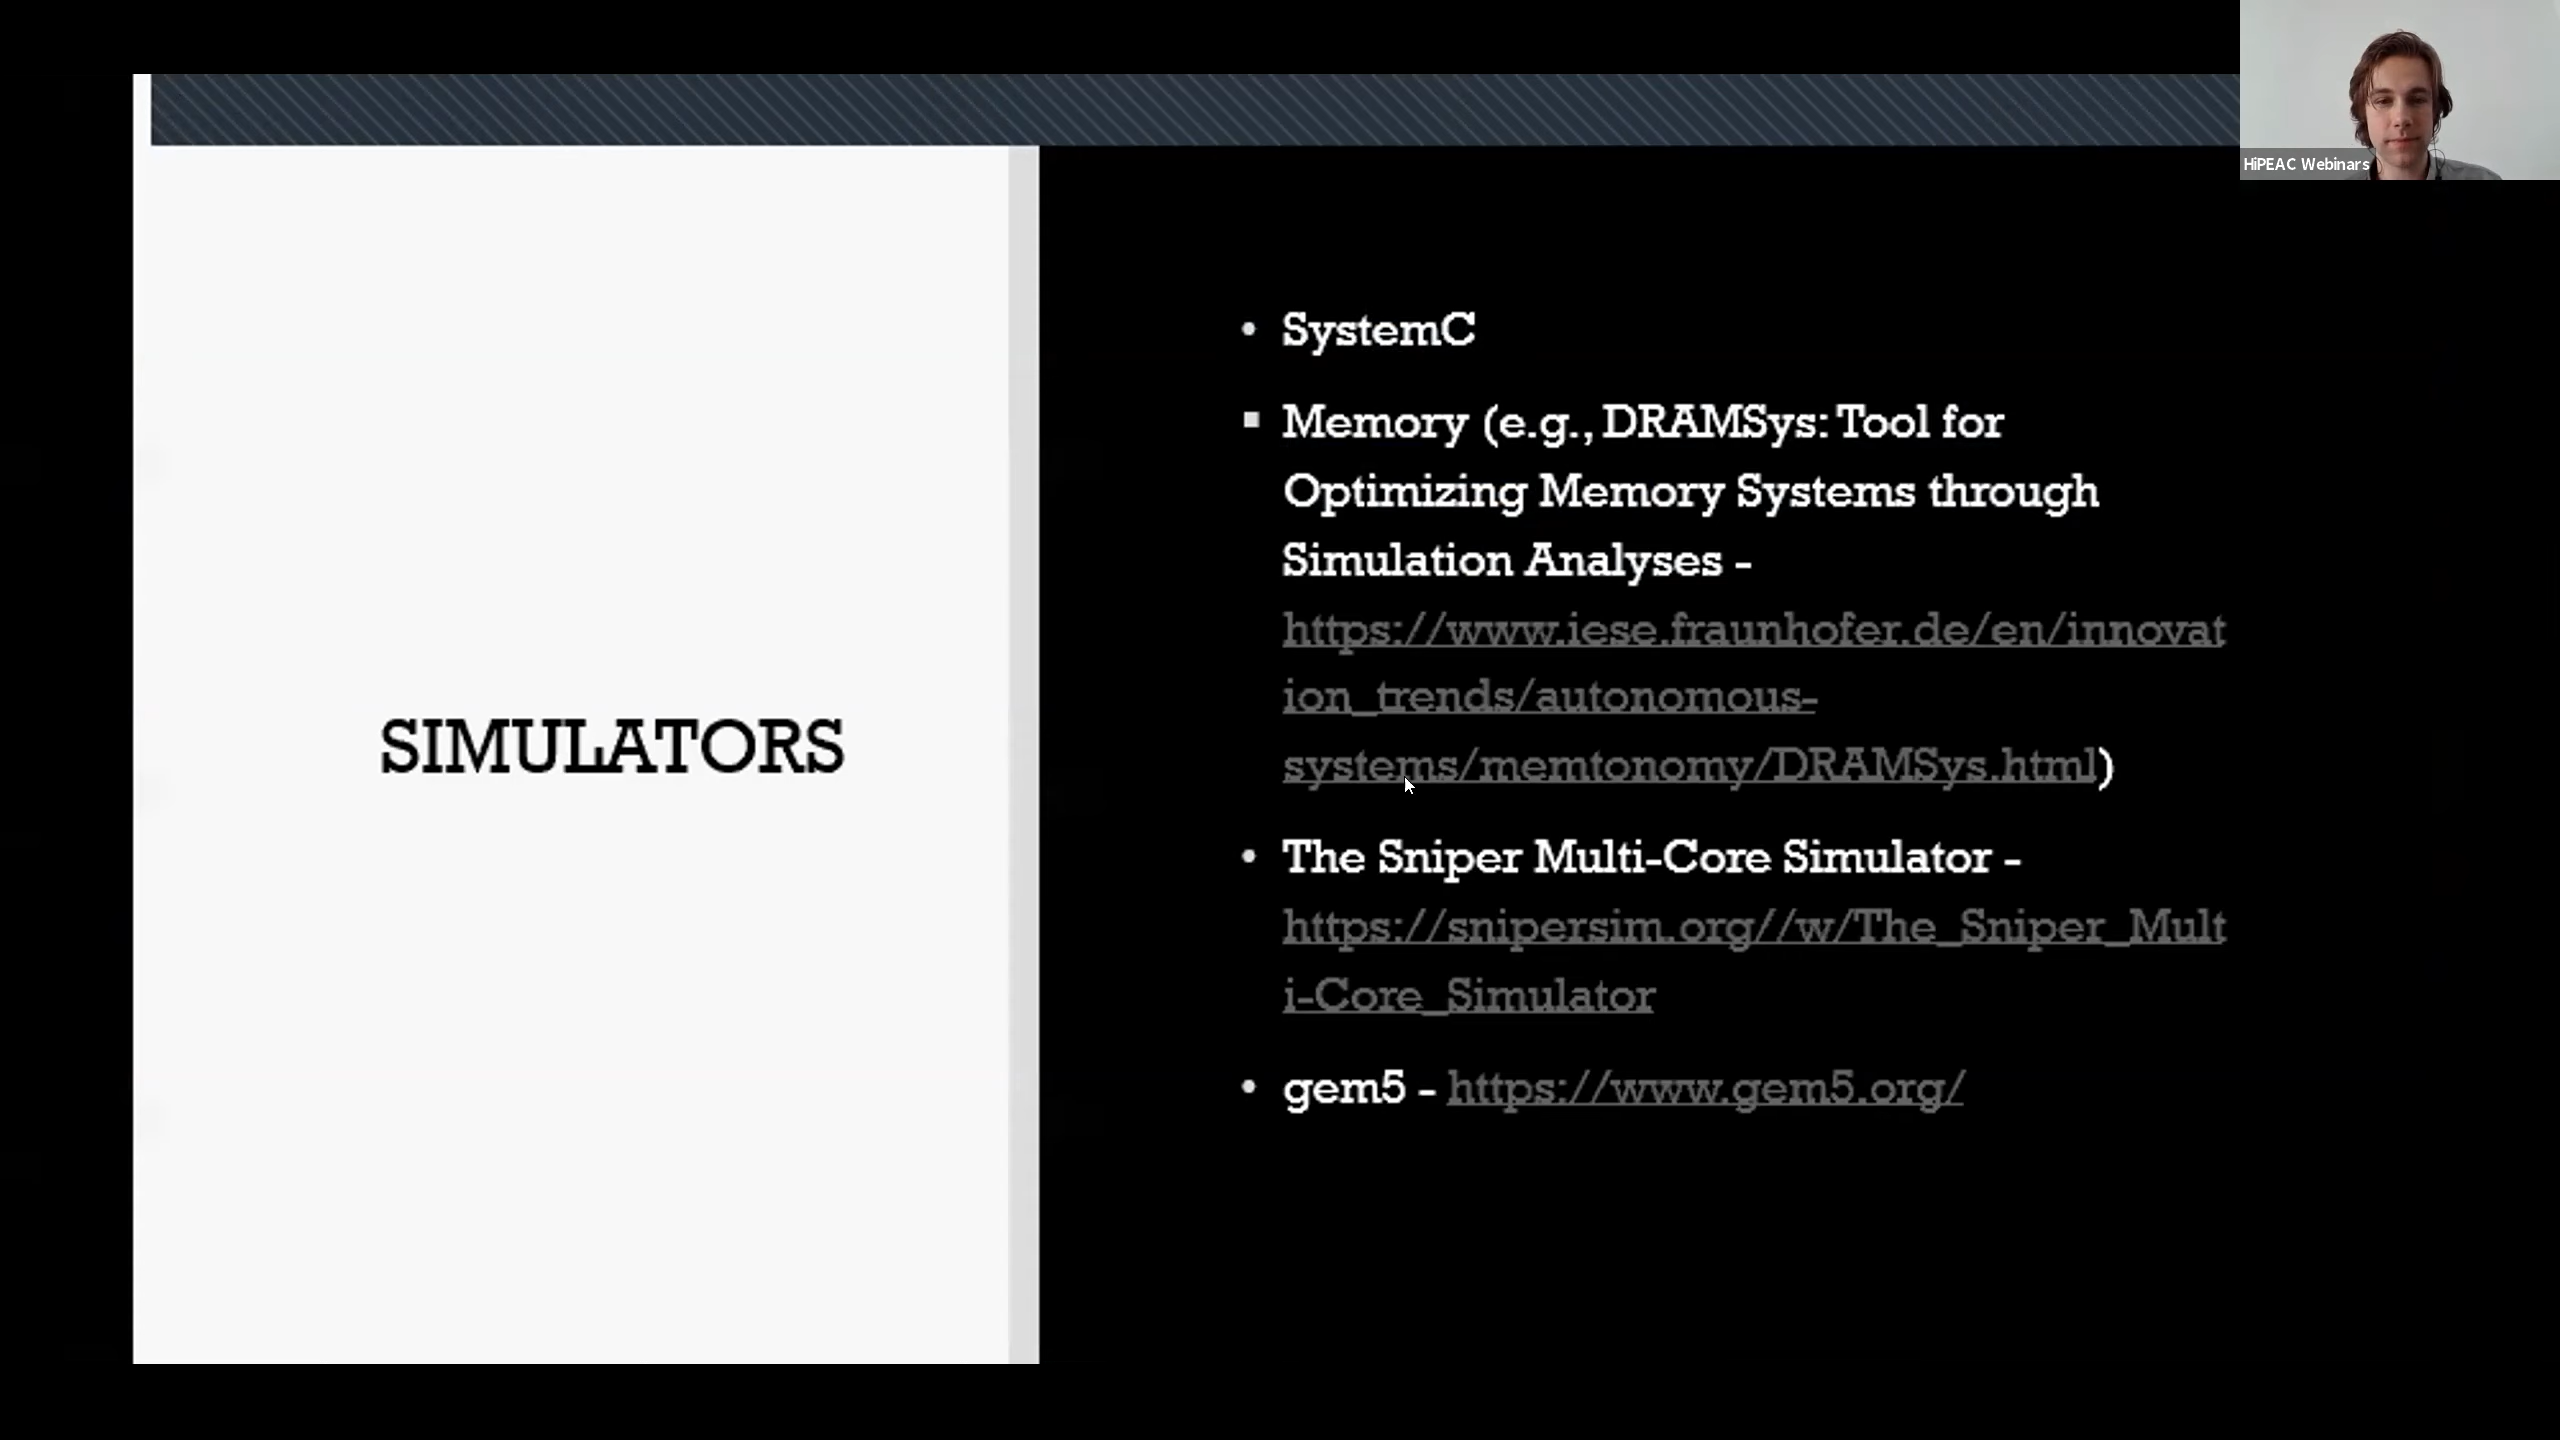 HiPEAC Webinars
SIMULATORS
• SystemC
▪ Memory (e.g., DRAMSys: Tool for
Optimizing Memory Systems through
Simulation Analyses -
https://www.iese.fraunhofer.de/en/innovat
ion_trends/autonomous-
systems/memtonomy/DRAMSys.html)
• The Sniper Multi-Core Simulator -
https://snipersim.org//w/The_Sniper_Mult
i-Core_Simulator
• gem5 - https://www.gem5.org/